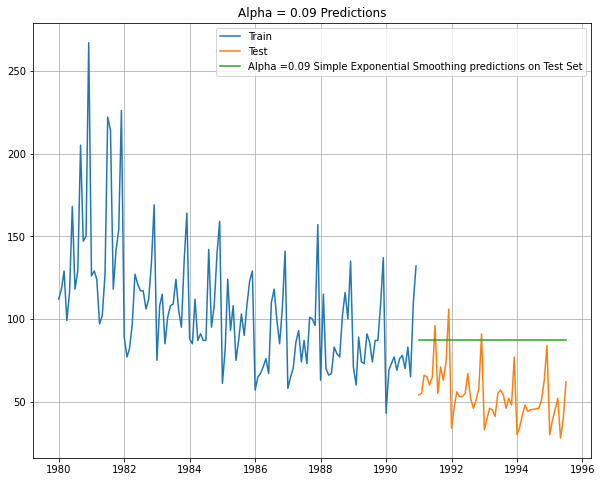 Alpha = 0.09 Predictions
Train
Test
Alpha =0.09 Simple Exponential Smoothing predictions on Test Set
250
200
150
100
50
1980 1982 1984 1986 1988 1990 1992 1994 1996